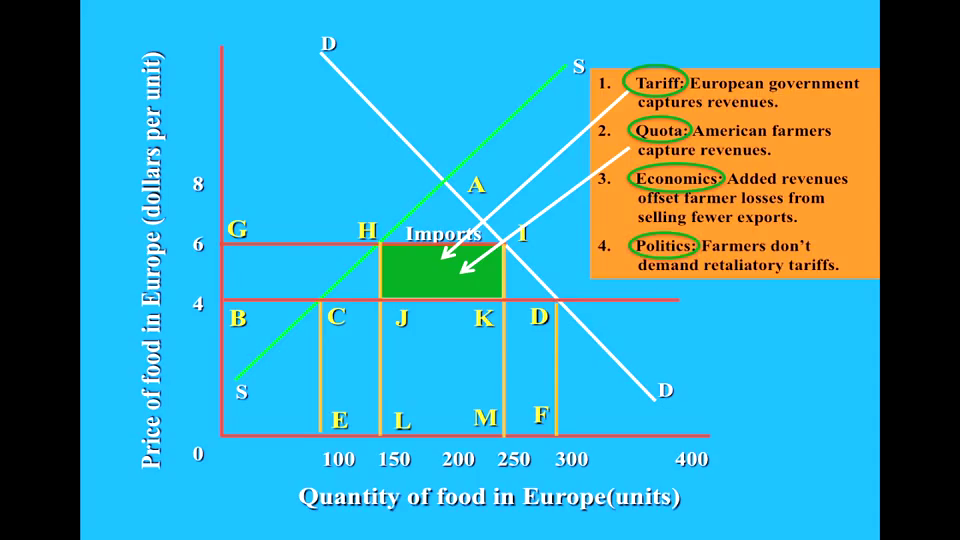 D
S
1. Tariff: European government
captures revenues.
2. Quota: American farmers
capture revenues.
3. Economics: Added revenues
offset farmer losses from
selling fewer exports.
4. Politics: Farmers don't
demand retaliatory tariffs.
Price of food in Europe (dollars per unit)
8
A
G
H
Imports
I
6
4
B
C
J
K
D
S
D
E
L
M
F
0
100 150 200 250 300 400
Quantity of food in Europe(units)